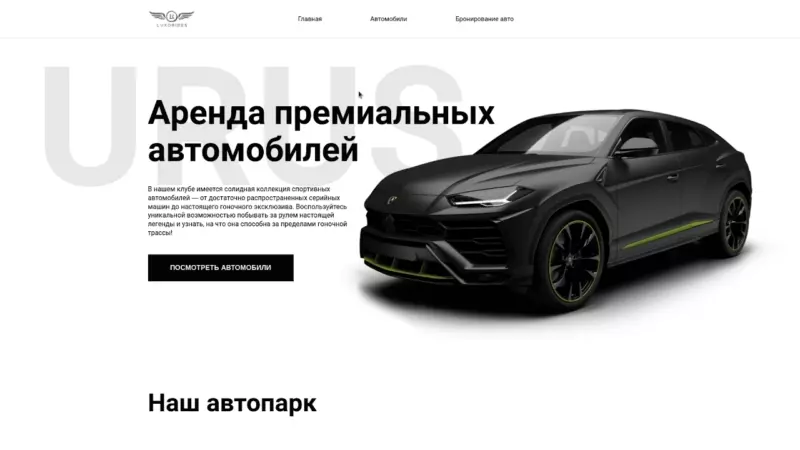 LUXORIDES
Главная
Автомобили
Бронирование авто
URUS
Аренда премиальных
автомобилей
В нашем клубе имеется солидная коллекция спортивных
автомобилей — от достаточно распространенных серийных
машин до настоящего гоночного эксклюзива. Воспользуйтесь
уникальной возможностью побывать за рулем настоящей
легенды и узнать, на что она способна за пределами гоночной
трассы!
ПОСМОТРЕТЬ АВТОМОБИЛИ
Наш автопарк